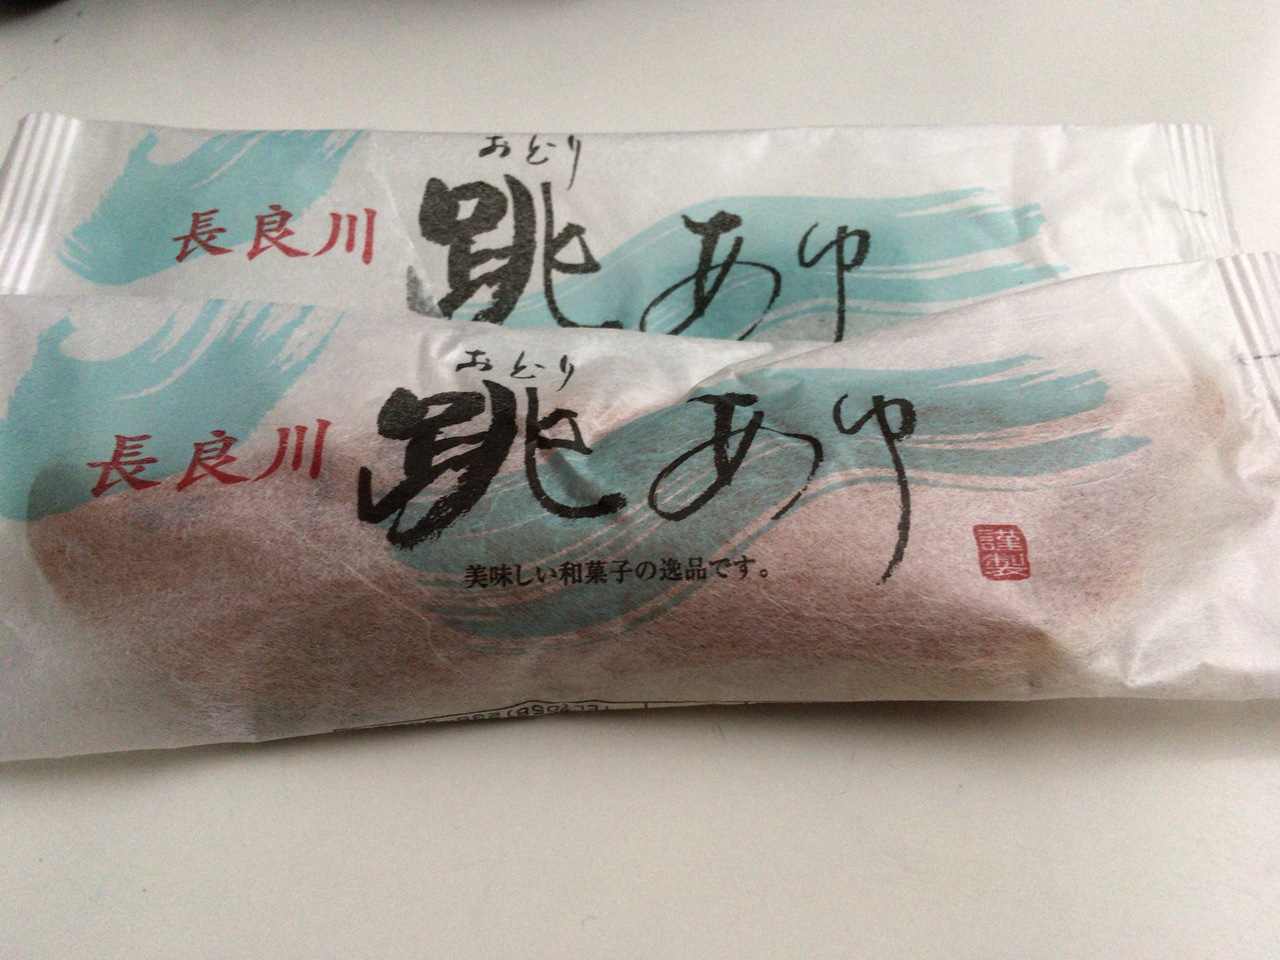 おどり
長良川 跳あゆ
おどり
長良川 跳あゆ
美味しい和菓子の逸品です。
謹製